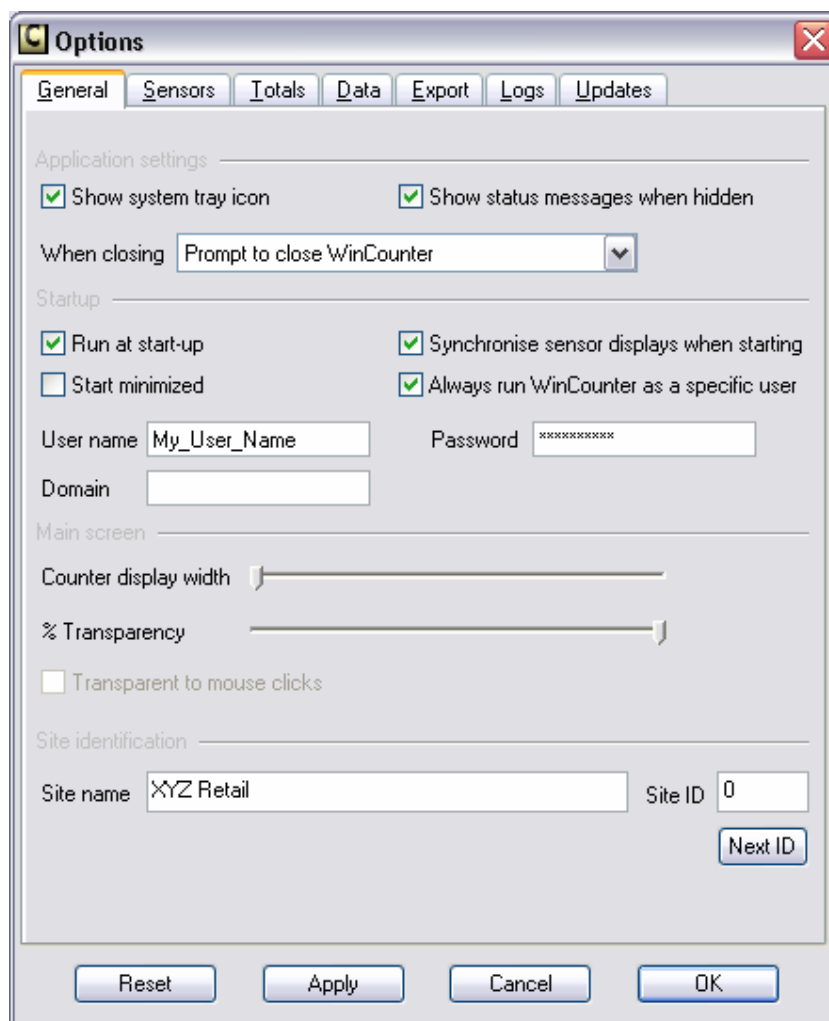 Options
General Sensors Totals Data Export Logs Updates
Application settings
Show system tray icon Show status messages when hidden
When closing Prompt to close WinCounter
Startup
Run at start-up Synchronise sensor displays when starting
Start minimized Always run WinCounter as a specific user
User name My_User_Name Password **********
Domain
Main screen
Counter display width
% Transparency
Transparent to mouse clicks
Site identification
Site name XYZ Retail Site ID 0
Next ID
Reset Apply Cancel OK